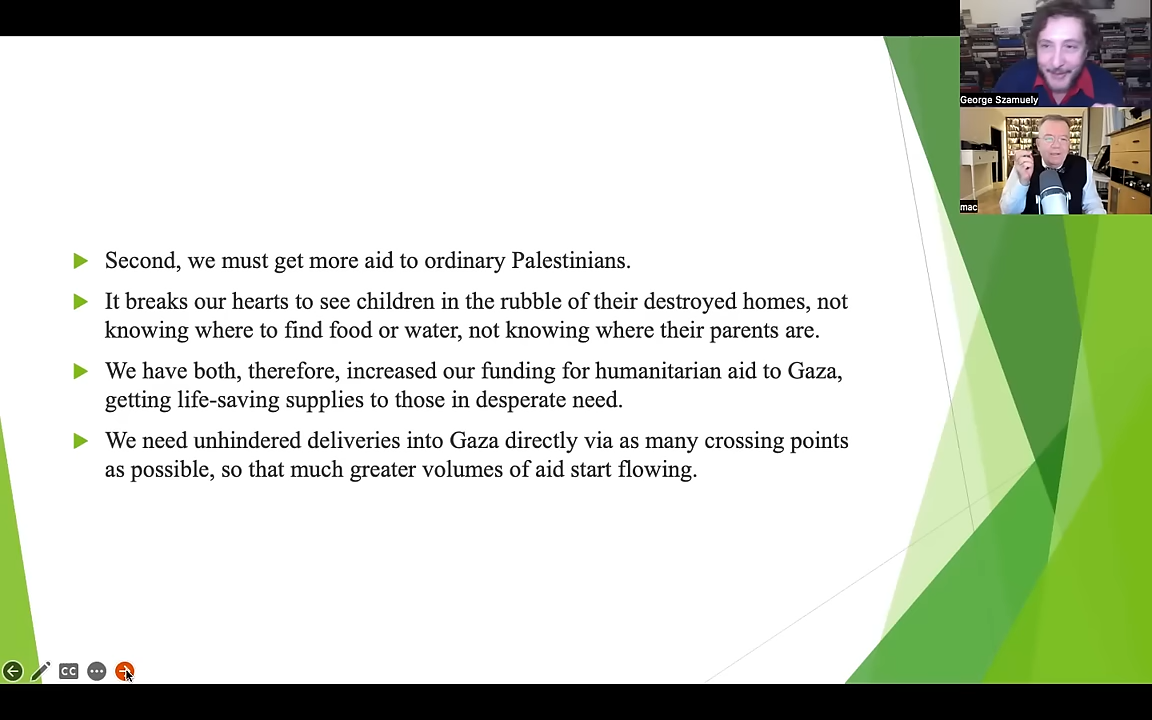 George Szamuely
mac
Second, we must get more aid to ordinary Palestinians.
It breaks our hearts to see children in the rubble of their destroyed homes, not
knowing where to find food or water, not knowing where their parents are.
We have both, therefore, increased our funding for humanitarian aid to Gaza,
getting life-saving supplies to those in desperate need.
We need unhindered deliveries into Gaza directly via as many crossing points
as possible, so that much greater volumes of aid start flowing.
CC